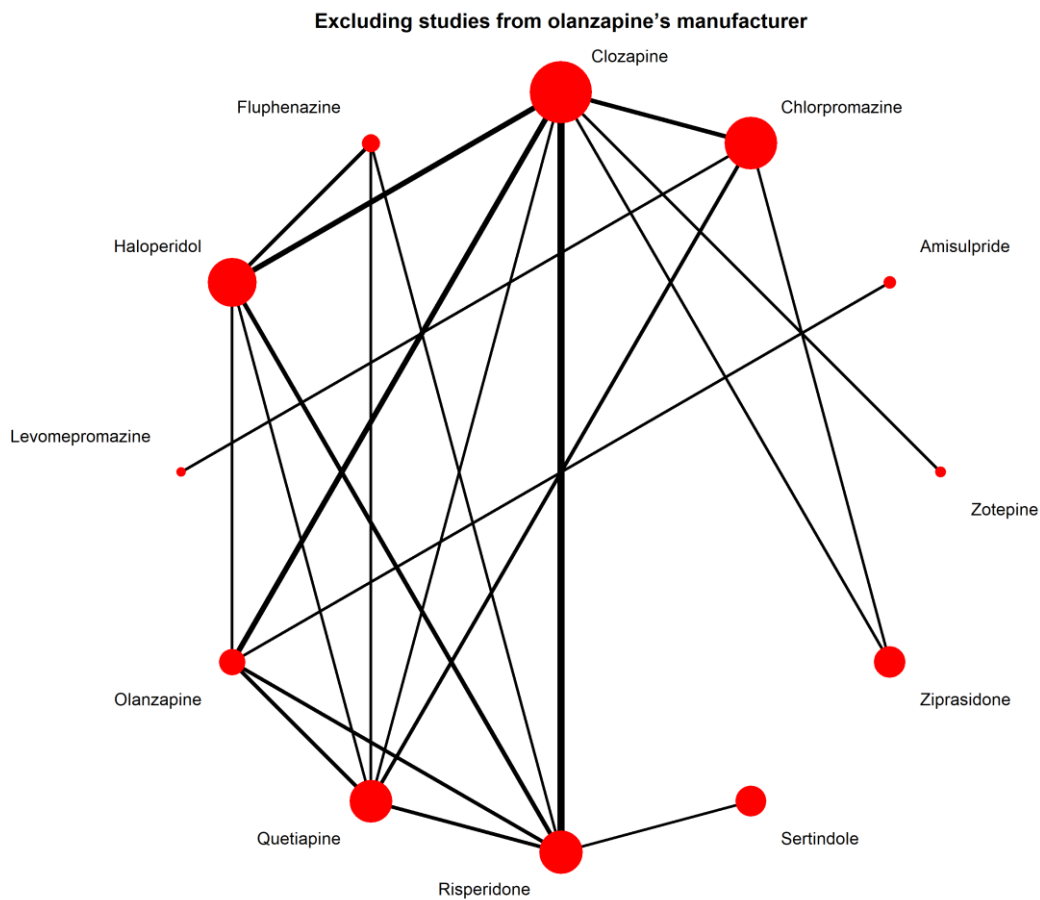 Excluding studies from olanzapine’s manufacturer
Clozapine
Fluphenazine
Chlorpromazine
Haloperidol
Amisulpride
Levomepromazine
Zotepine
Olanzapine
Ziprasidone
Quetiapine
Sertindole
Risperidone